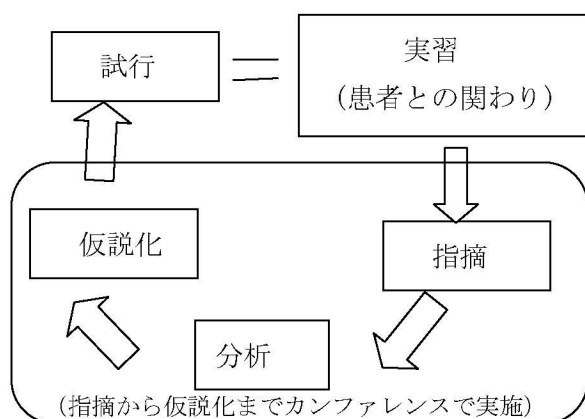 試行
実習
(患者との関わり)
指摘
分析
仮説化
(指摘から仮説化までカンファレンスで実施)